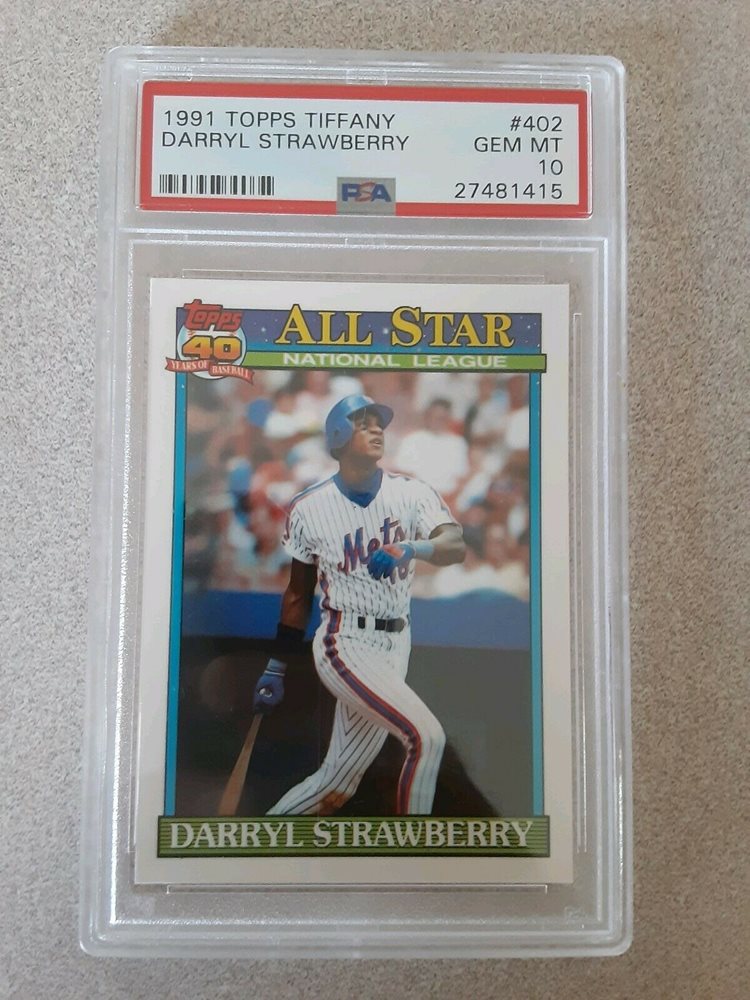 1991 TOPPS TIFFANY #402
DARRYL STRAWBERRY GEM MT
10
PSA 27481415
Topps ALL STAR
40 NATIONAL LEAGUE
YEARS OF BASEBALL
Mets
DARRYL STRAWBERRY